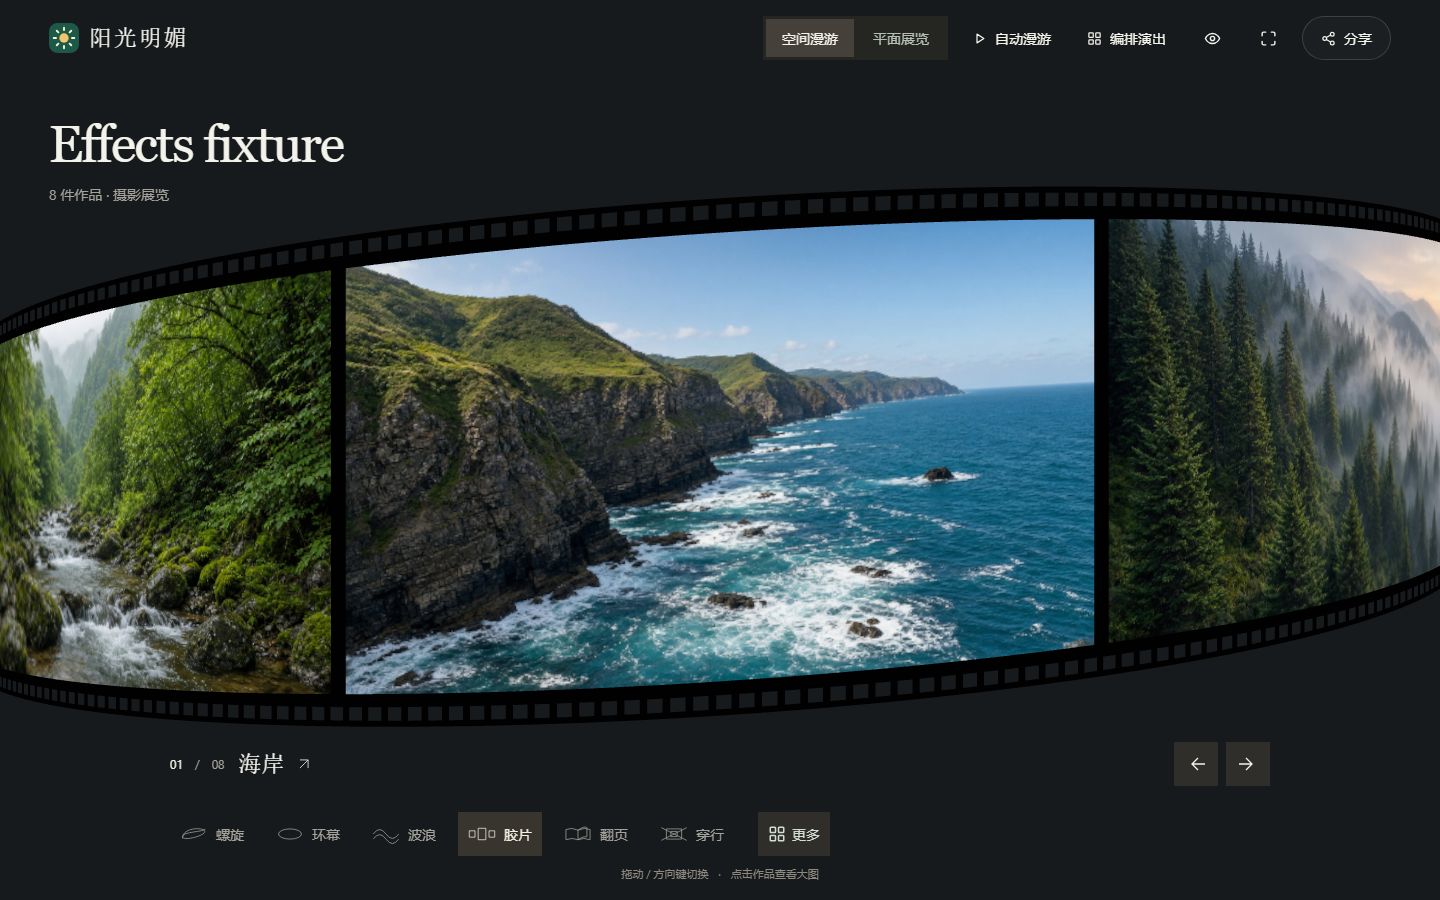 阳光明媚
空间漫游
平面展览
自动漫游
编排演出
分享
Effects fixture
8 件作品 · 摄影展览
01 / 08 海岸
螺旋
环幕
波浪
胶片
翻页
穿行
更多
拖动 / 方向键切换 · 点击作品查看大图